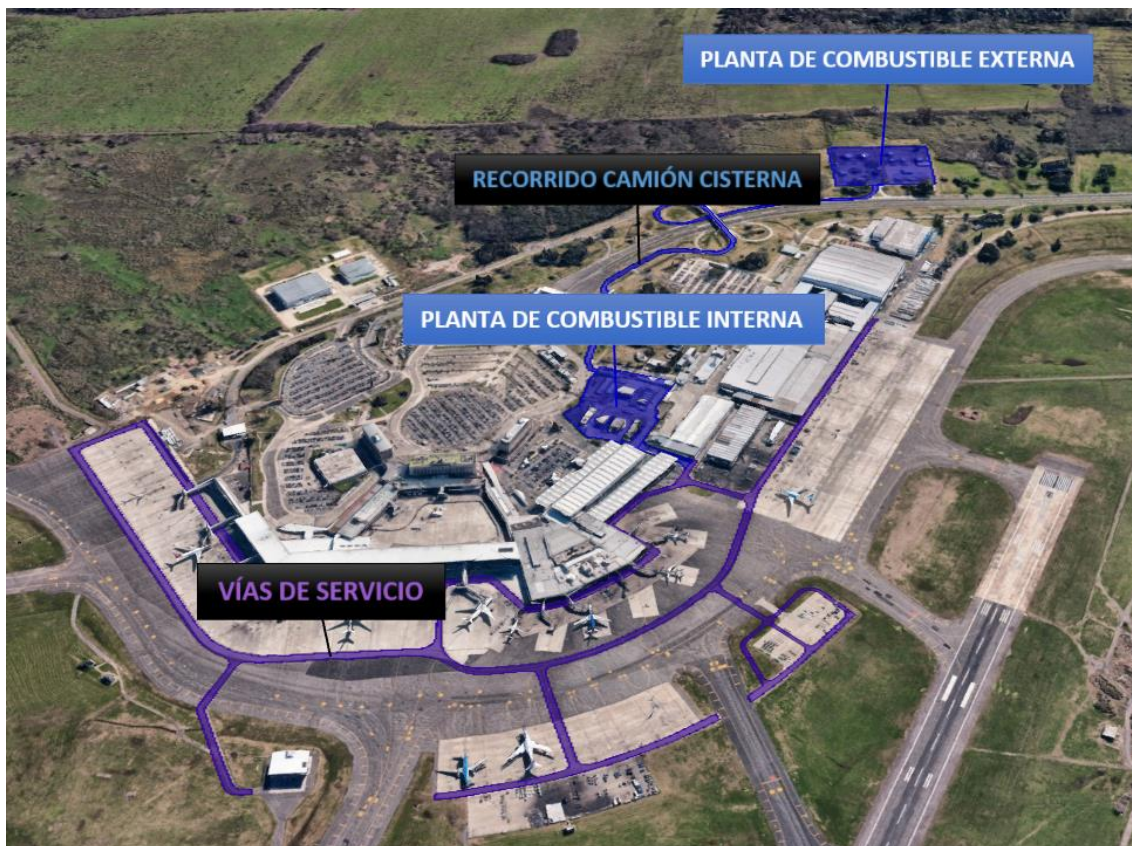 PLANTA DE COMBUSTIBLE EXTERNA
RECORRIDO CAMIÓN CISTERNA
PLANTA DE COMBUSTIBLE INTERNA
VÍAS DE SERVICIO